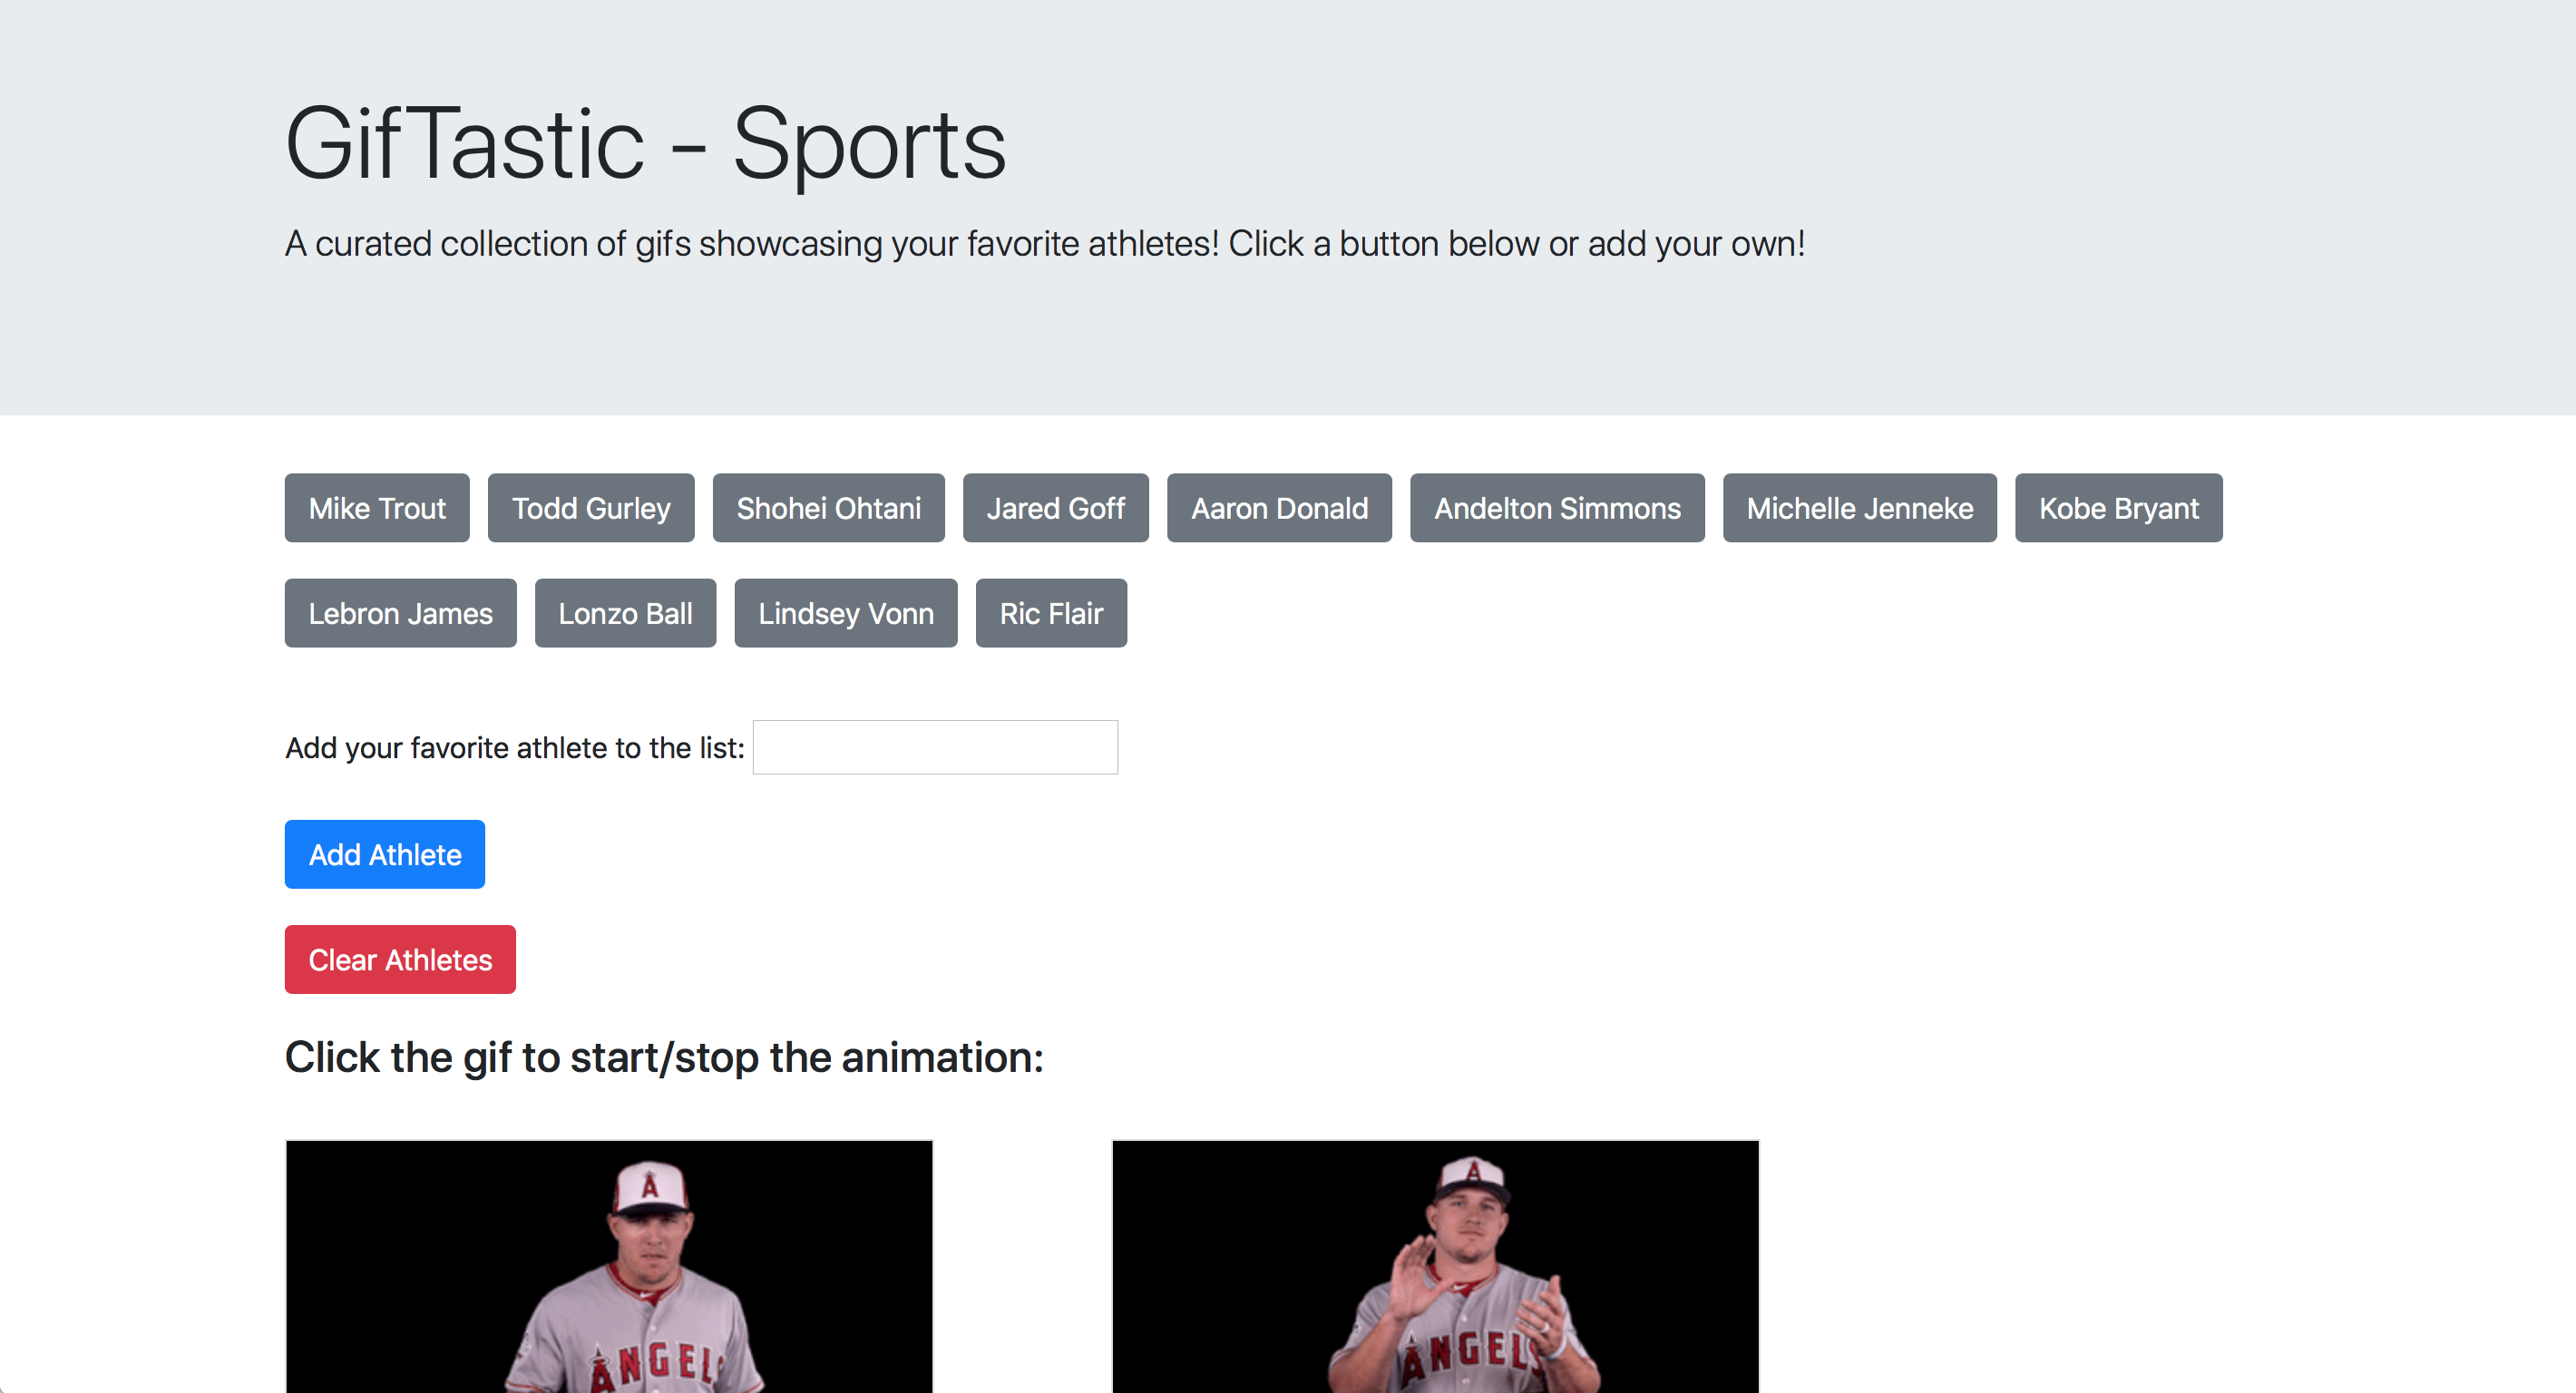 GifTastic - Sports
A curated collection of gifs showcasing your favorite athletes! Click a button below or add your own!
Mike Trout Todd Gurley Shohei Ohtani Jared Goff Aaron Donald Andelton Simmons Michelle Jenneke Kobe Bryant
Lebron James Lonzo Ball Lindsey Vonn Ric Flair
Add your favorite athlete to the list:
Add Athlete
Clear Athletes
Click the gif to start/stop the animation:
A A
ANGELS ANGELS